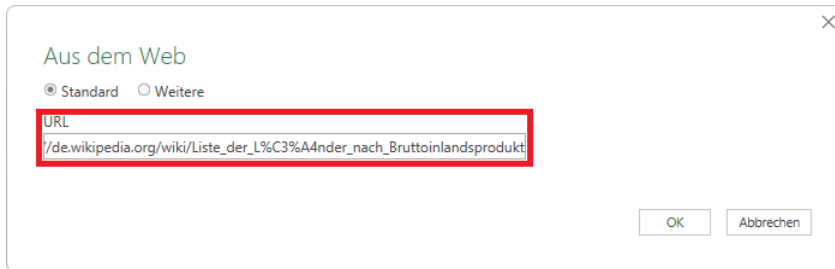 Aus dem Web
Standard Weitere
URL
/de.wikipedia.org/wiki/Liste_der_L%C3%A4nder_nach_Bruttoinlandsprodukt
OK Abbrechen